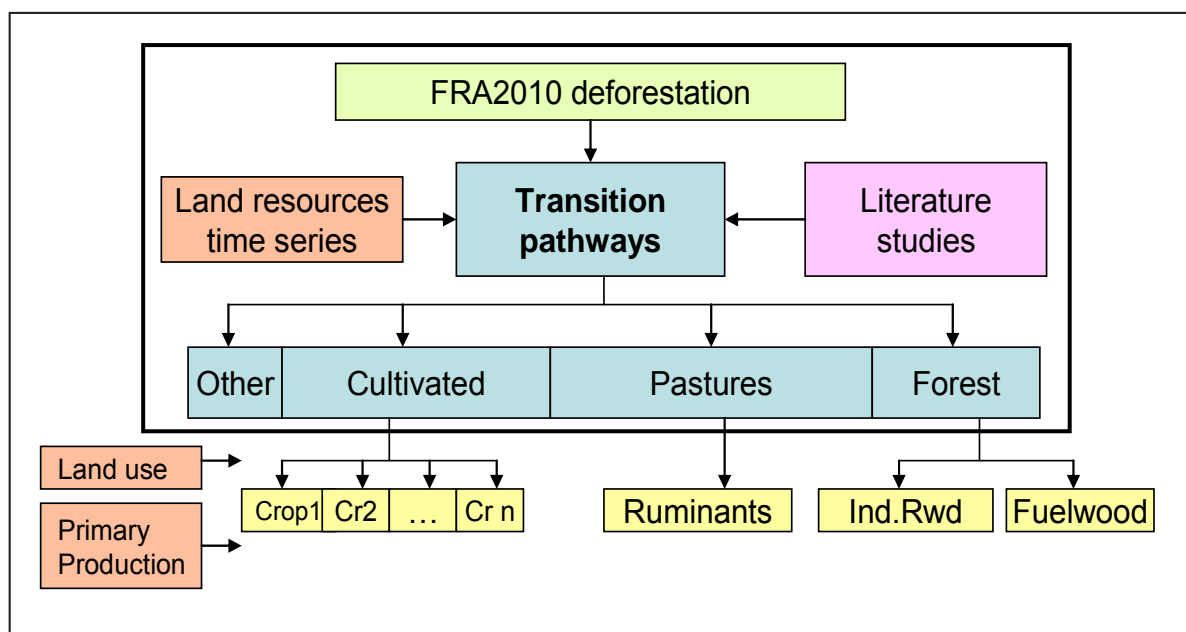 FRA2010 deforestation
Land resources
time series
Transition
pathways
Literature
studies
Other
Cultivated
Pastures
Forest
Land use
Primary
Production
Crop1
Cr2
...
Cr n
Ruminants
Ind.Rwd
Fuelwood